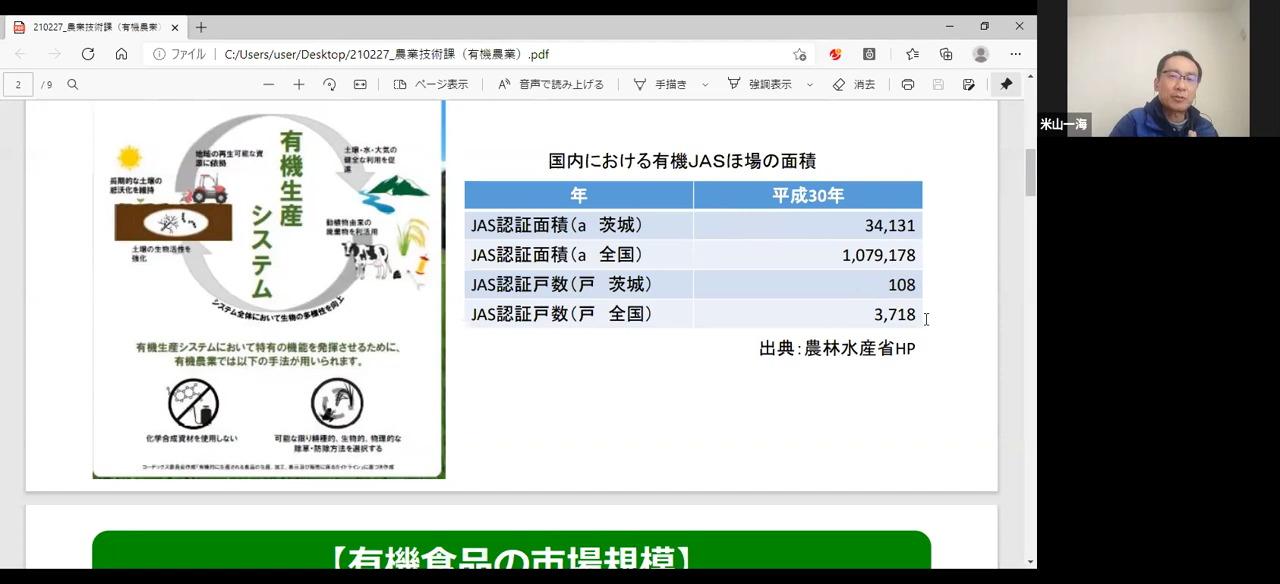 210227_農業技術課（有機農業）
ファイル
C:/Users/user/Desktop/210227_農業技術課（有機農業）.pdf
2 / 9
ページ表示
音声で読み上げる
手描き
強調表示
消去
米山一海
有機生産
システム
地域の再生可能な資
源に依拠
土壌・水・大気の
健全な利用を促
進
長期的な土壌の
肥沃化を維持
動植物由来の
廃棄物を利活用
土壌の生物活性を
強化
システム全体において生物の多様性を向上
有機生産システムにおいて特有の機能を発揮させるために、
有機農業では以下の手法が用いられます。
化学合成資材を使用しない
可能な限り耕種的、生物的、物理的な
除草・防除方法を選択する
国内における有機JASほ場の面積
年 平成30年
JAS認証面積（a 茨城） 34,131
JAS認証面積（a 全国） 1,079,178
JAS認証戸数（戸 茨城） 108
JAS認証戸数（戸 全国） 3,718
出典：農林水産省HP
【有機食品の市場規模】